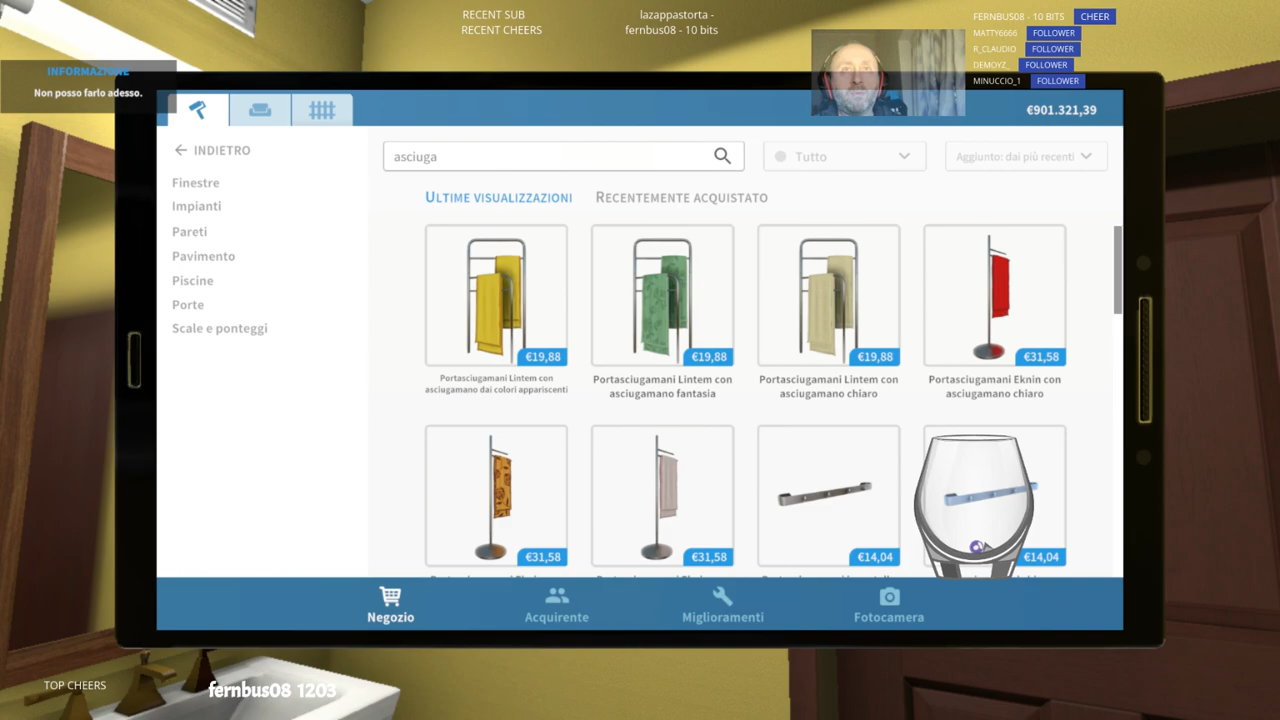 RECENT SUB
RECENT CHEERS
lazappastorta -
fernbus08 - 10 bits
FERNBUS08 - 10 BITS CHEER
MATTY6666 FOLLOWER
R_CLAUDIO FOLLOWER
DEMOYZ_ FOLLOWER
MINUCCIO_1 FOLLOWER
INFORMAZIONE
Non posso farlo adesso.
€901.321,39
INDIETRO
Finestre
Impianti
Pareti
Pavimento
Piscine
Porte
Scale e ponteggi
asciuga
Tutto
Aggiunto: dai più recenti
ULTIME VISUALIZZAZIONI
RECENTEMENTE ACQUISTATO
€19,88
€19,88
€19,88
€31,58
Portasciugamani Lintem con
asciugamano dai colori appariscenti
Portasciugamani Lintem con
asciugamano fantasia
Portasciugamani Lintem con
asciugamano chiaro
Portasciugamani Eknin con
asciugamano chiaro
€31,58
€31,58
€14,04
€14,04
Negozio
Acquirente
Miglioramenti
Fotocamera
TOP CHEERS
fernbus08 1203